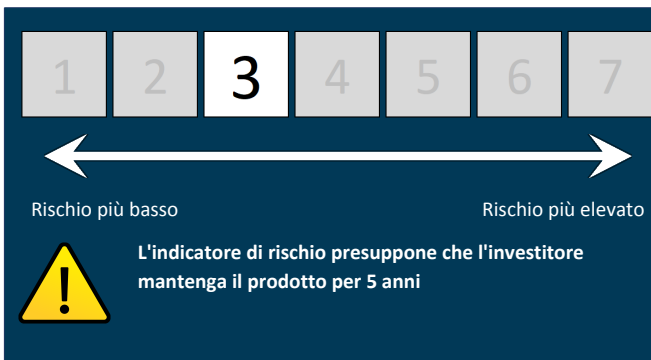 1 2 3 4 5 6 7
Rischio più basso Rischio più elevato
L'indicatore di rischio presuppone che l'investitore
mantenga il prodotto per 5 anni